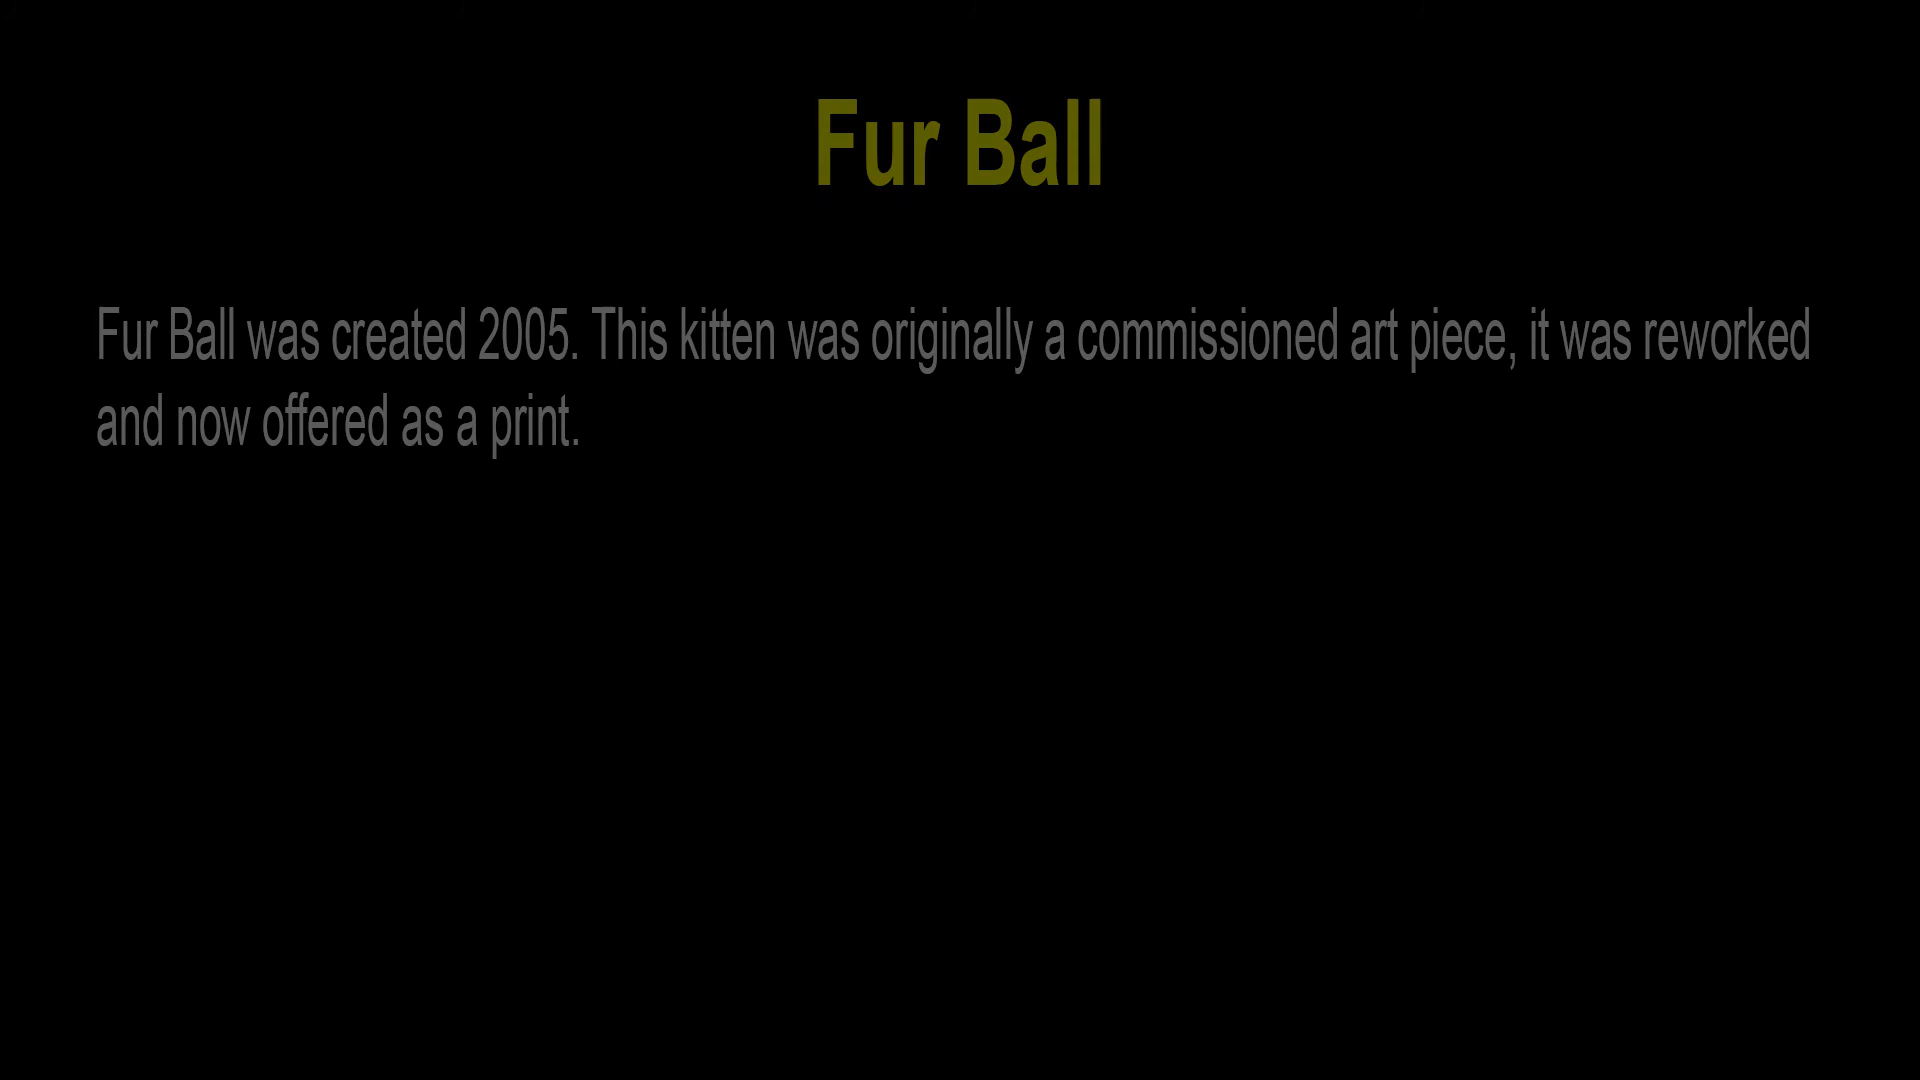 Fur Ball
Fur Ball was created 2005. This kitten was originally a commissioned art piece, it was reworked
and now offered as a print.